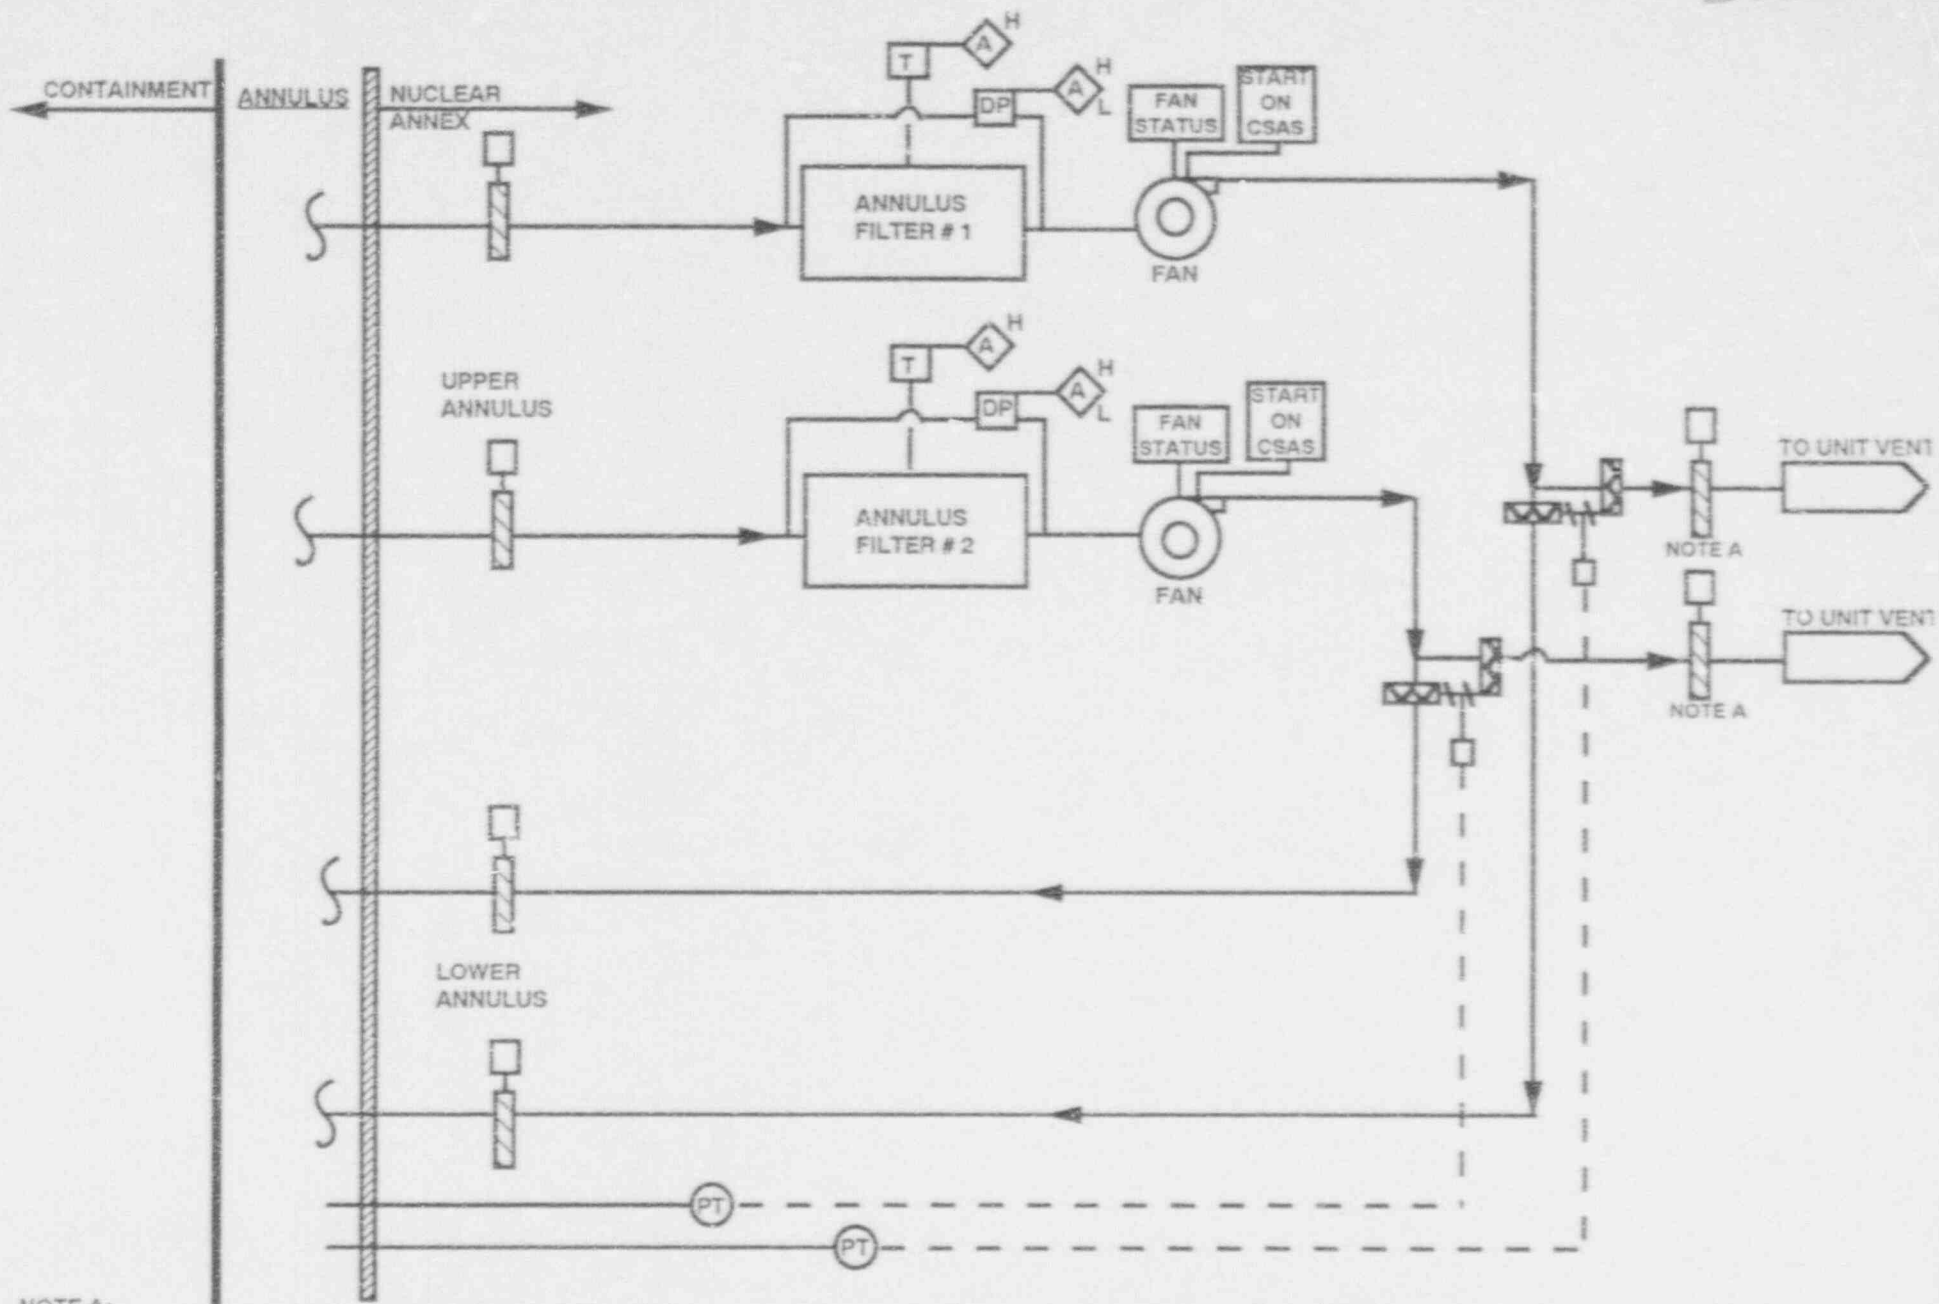 CONTAINMENT
ANNULUS
NUCLEAR
ANNEX
T
A
H
DP
A
H
L
FAN
STATUS
START
ON
CSAS
ANNULUS
FILTER # 1
FAN
UPPER
ANNULUS
T
A
H
DP
A
H
L
FAN
STATUS
START
ON
CSAS
ANNULUS
FILTER # 2
FAN
TO UNIT VENT
NOTE A
TO UNIT VENT
NOTE A
LOWER
ANNULUS
PT
PT
NOTE A: